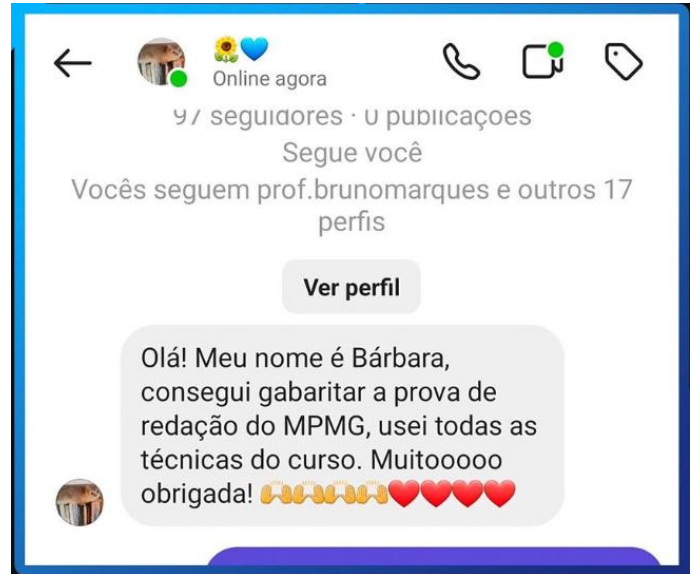 🌻💙
Online agora
97 seguidores · 0 publicações
Segue você
Vocês seguem prof.brunomarques e outros 17
perfis
Ver perfil
Olá! Meu nome é Bárbara,
consegui gabaritar a prova de
redação do MPMG, usei todas as
técnicas do curso. Muitooooo
obrigada! 🙌🙌🙌🙌❤️❤️❤️❤️